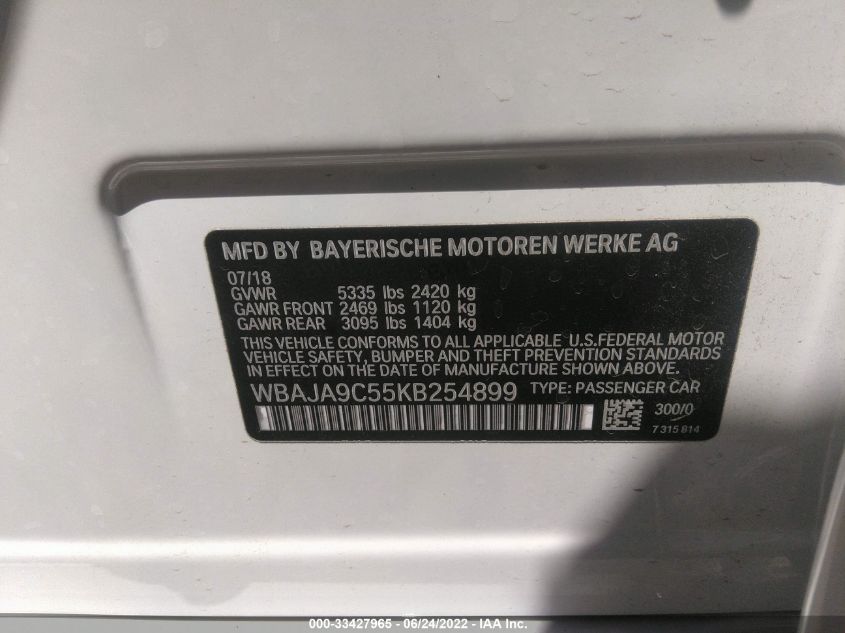 MFD BY BAYERISCHE MOTOREN WERKE AG
07/18
GVWR 5335 lbs 2420 kg
GAWR FRONT 2469 lbs 1120 kg
GAWR REAR 3095 lbs 1404 kg
THIS VEHICLE CONFORMS TO ALL APPLICABLE U.S.FEDERAL MOTOR
VEHICLE SAFETY, BUMPER AND THEFT PREVENTION STANDARDS
IN EFFECT ON THE DATE OF MANUFACTURE SHOWN ABOVE.
WBAJA9C55KB254899 TYPE: PASSENGER CAR
300/0
7 315 814
000-33427965 - 06/24/2022 - IAA Inc.